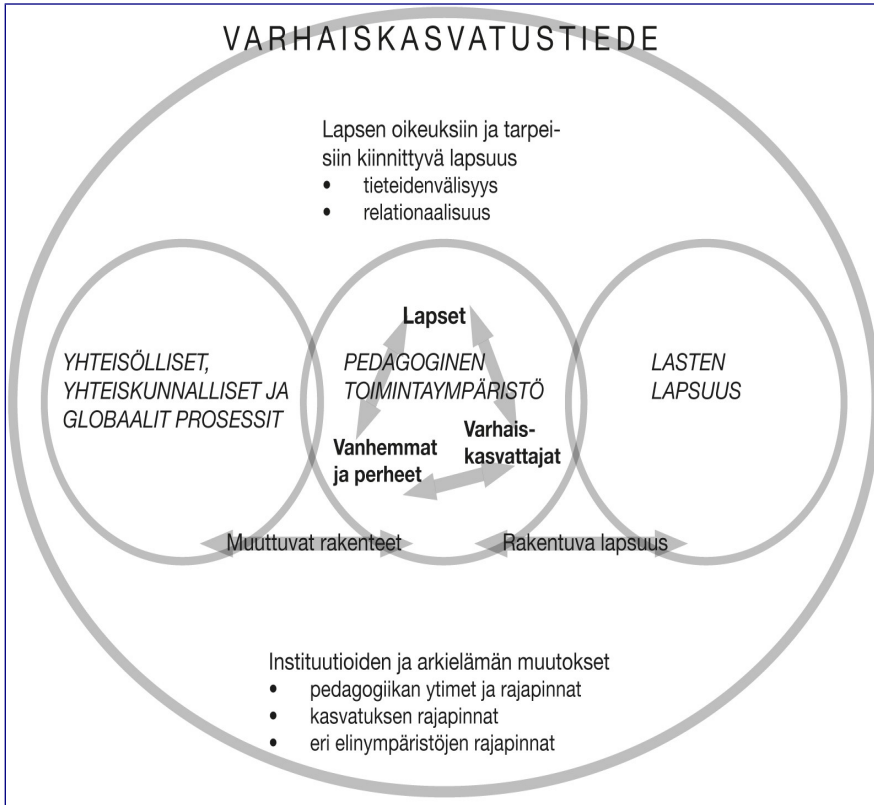 VARHAISKASVATUSTIEDE
Lapsen oikeuksiin ja tarpei-
siin kiinnittyvä lapsuus
• tieteidenvälisyys
• relationaalisuus
YHTEISÖLLISET,
YHTEISKUNNALLISET JA
GLOBAALIT PROSESSIT
Lapset
PEDAGOGINEN
TOIMINTAYMPÄRISTÖ
Vanhemmat
ja perheet
Varhais-
kasvattajat
LASTEN
LAPSUUS
Muuttuvat rakenteet
Rakentuva lapsuus
Instituutioiden ja arkielämän muutokset
• pedagogiikan ytimet ja rajapinnat
• kasvatuksen rajapinnat
• eri elinympäristöjen rajapinnat